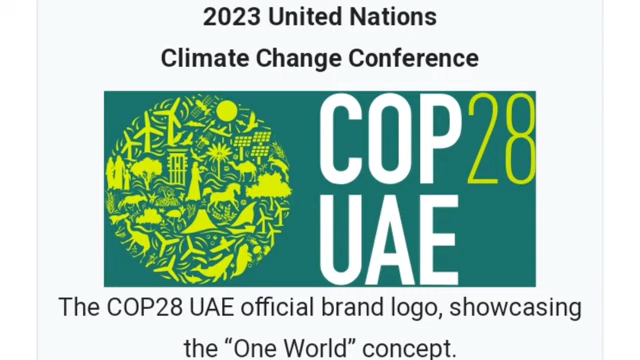 2023 United Nations
Climate Change Conference
COP28
UAE
The COP28 UAE official brand logo, showcasing
the “One World” concept.